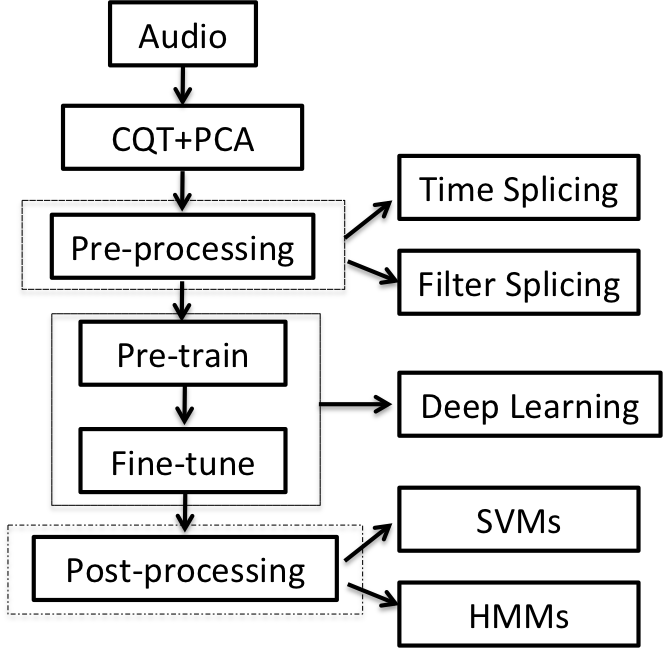 Audio
CQT+PCA
Pre-processing
Time Splicing
Filter Splicing
Pre-train
Fine-tune
Deep Learning
Post-processing
SVMs
HMMs